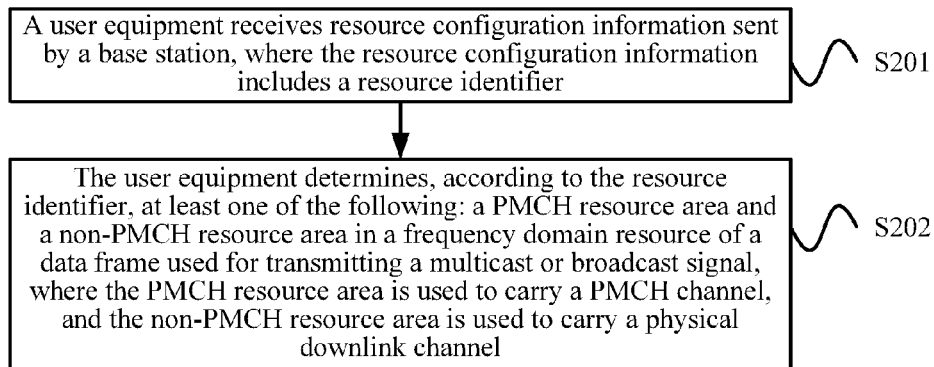 A user equipment receives resource configuration information sent
by a base station, where the resource configuration information
includes a resource identifier
S201
The user equipment determines, according to the resource
identifier, at least one of the following: a PMCH resource area and
a non-PMCH resource area in a frequency domain resource of a
data frame used for transmitting a multicast or broadcast signal,
where the PMCH resource area is used to carry a PMCH channel,
and the non-PMCH resource area is used to carry a physical
downlink channel
S202